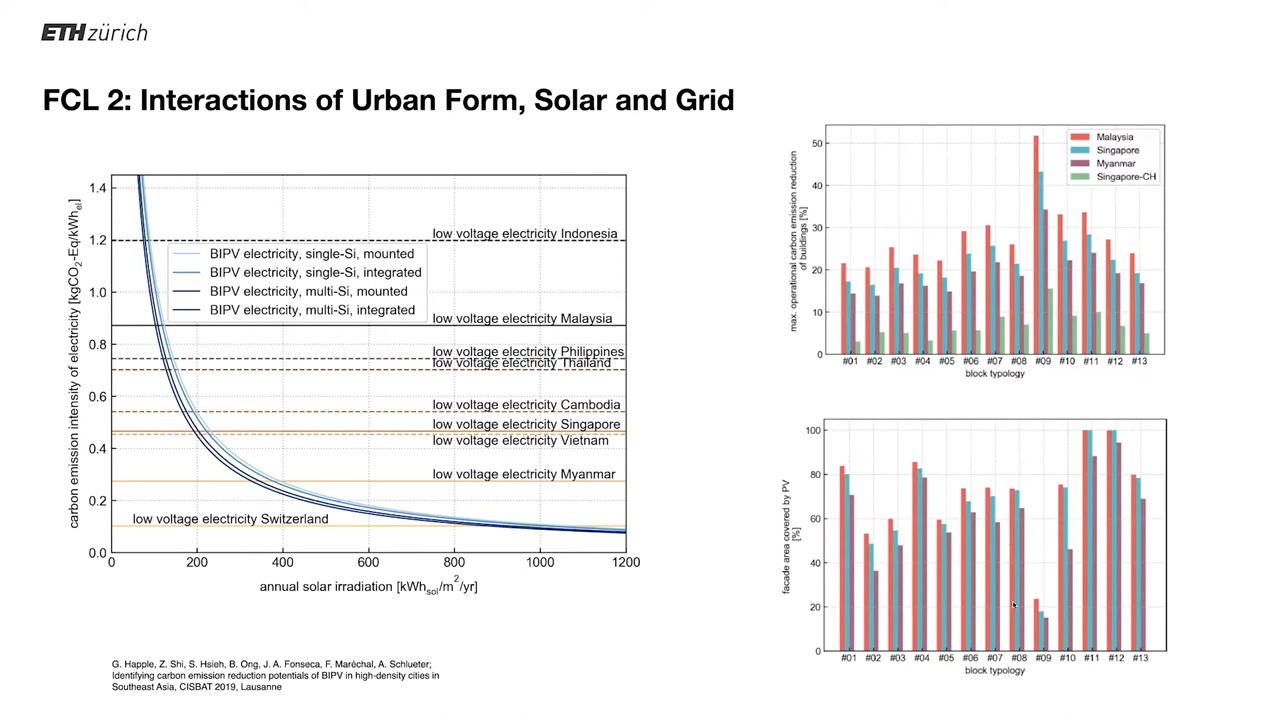 ETH zürich
FCL 2: Interactions of Urban Form, Solar and Grid
carbon emission intensity of electricity [kgCO2-Eq/kWhel]
1.4
1.2
1.0
0.8
0.6
0.4
0.2
0.0
low voltage electricity Indonesia
BIPV electricity, single-Si, mounted
BIPV electricity, single-Si, integrated
BIPV electricity, multi-Si, mounted
BIPV electricity, multi-Si, integrated
low voltage electricity Malaysia
low voltage electricity Philippines
low voltage electricity Thailand
low voltage electricity Cambodia
low voltage electricity Singapore
low voltage electricity Vietnam
low voltage electricity Myanmar
low voltage electricity Switzerland
0 200 400 600 800 1000 1200
annual solar irradiation [kWhsol/m2/yr]
max. operational carbon emission reduction
of buildings [%]
50
40
30
20
10
0
Malaysia
Singapore
Myanmar
Singapore-CH
#01 #02 #03 #04 #05 #06 #07 #08 #09 #10 #11 #12 #13
block typology
facade area covered by PV
[%]
100
80
60
40
20
0
#01 #02 #03 #04 #05 #06 #07 #08 #09 #10 #11 #12 #13
block typology
G. Happle, Z. Shi, S. Hsieh, B. Ong, J. A. Fonseca, F. Maréchal, A. Schlueter;
Identifying carbon emission reduction potentials of BIPV in high-density cities in
Southeast Asia, CISBAT 2019, Lausanne